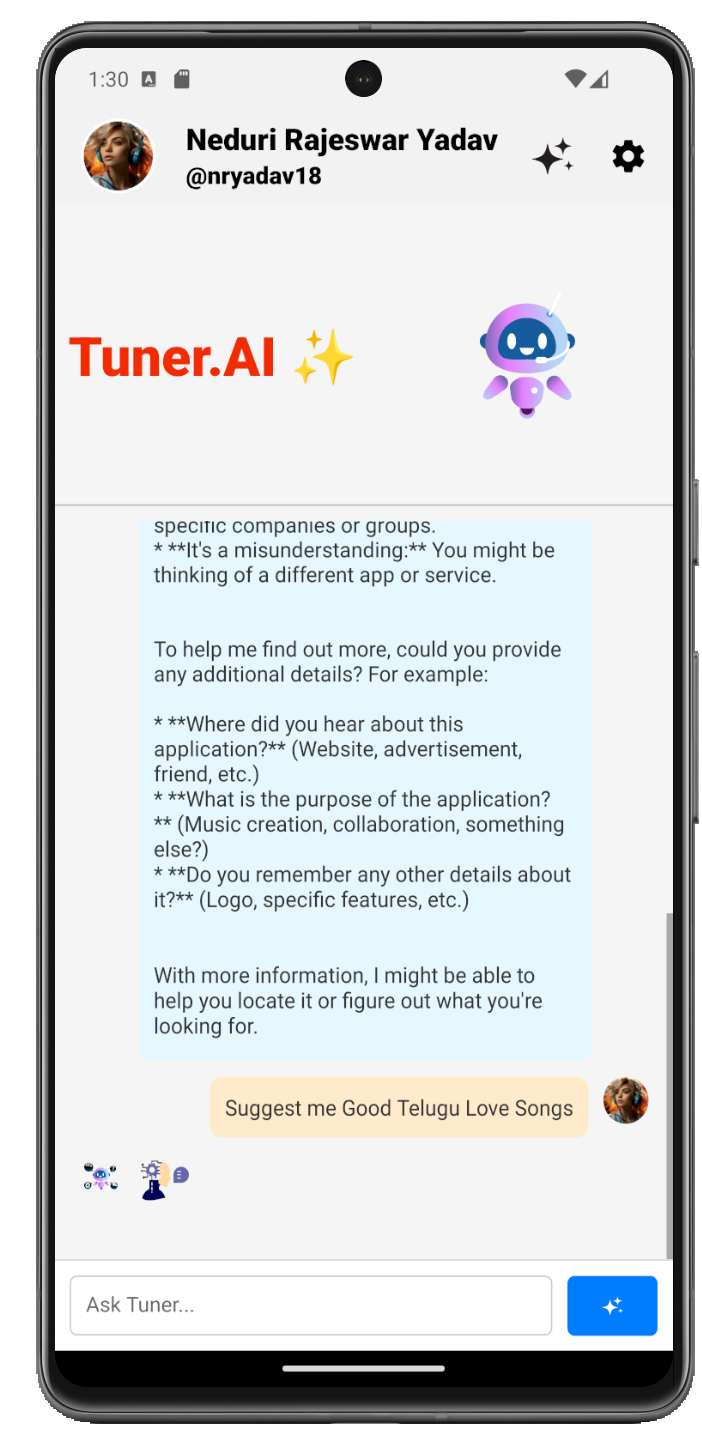 1:30
Neduri Rajeswar Yadav
@nryadav18
Tuner.AI ✨
specific companies or groups.
* **It's a misunderstanding:** You might be
thinking of a different app or service.
To help me find out more, could you provide
any additional details? For example:
* **Where did you hear about this
application?** (Website, advertisement,
friend, etc.)
* **What is the purpose of the application?
** (Music creation, collaboration, something
else?)
* **Do you remember any other details about
it?** (Logo, specific features, etc.)
With more information, I might be able to
help you locate it or figure out what you're
looking for.
Suggest me Good Telugu Love Songs
Ask Tuner...